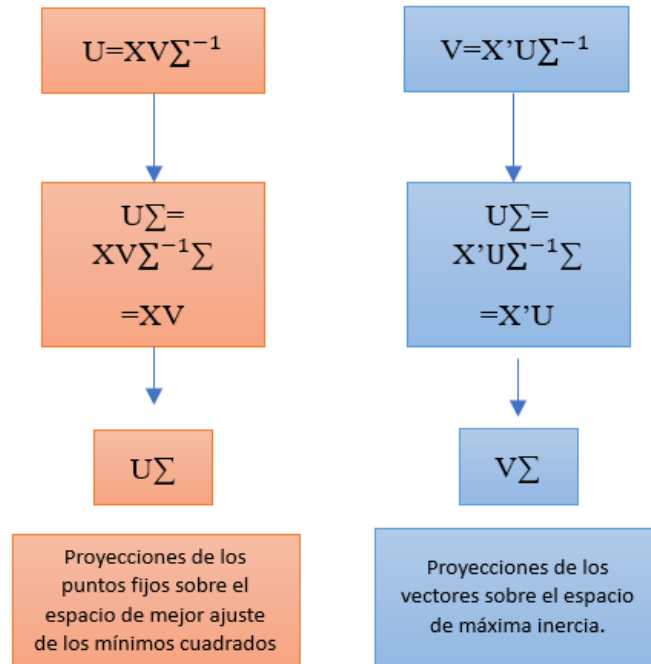 U=XV∑⁻¹
U∑=
XV∑⁻¹∑
=XV
U∑
Proyecciones de los
puntos fijos sobre el
espacio de mejor ajuste
de los mínimos cuadrados
V=X’U∑⁻¹
U∑=
X’U∑⁻¹∑
=X’U
V∑
Proyecciones de los
vectores sobre el espacio
de máxima inercia.